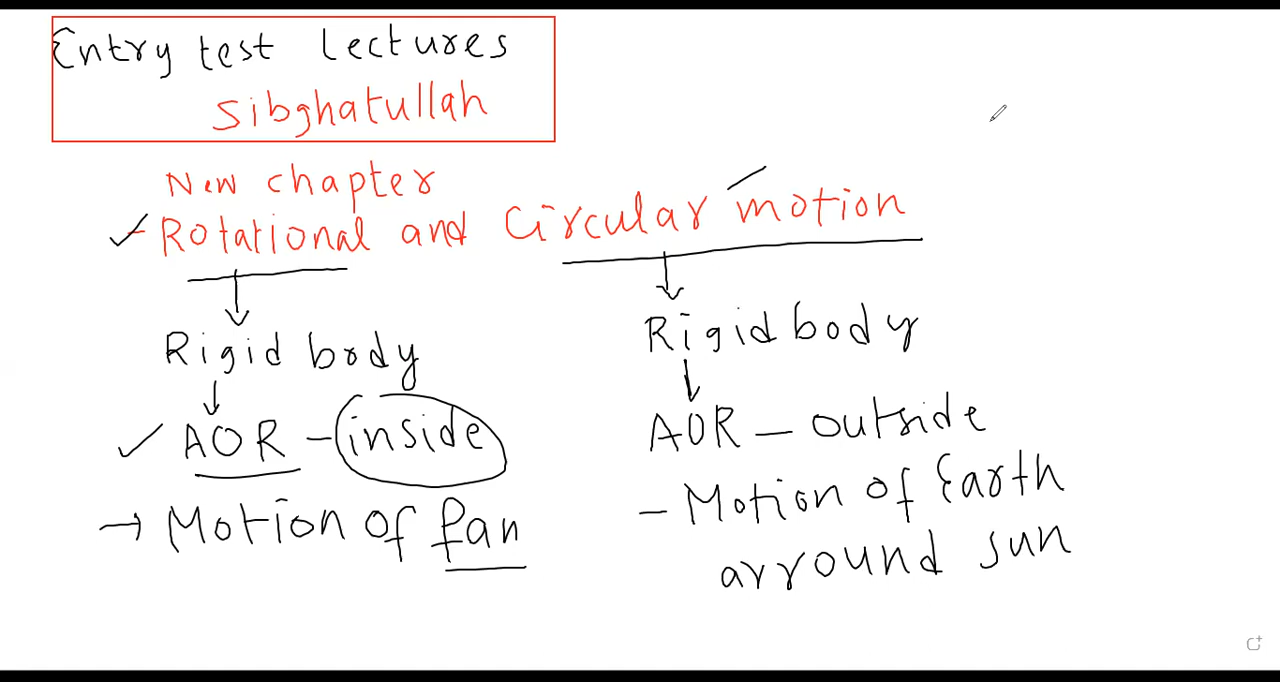 Entry test Lectures
Sibghatullah
New chapter
Rotational and Circular motion
Rigid body
AOR - inside
→ Motion of fan
Rigid body
AOR - outside
- Motion of Earth
arround sun